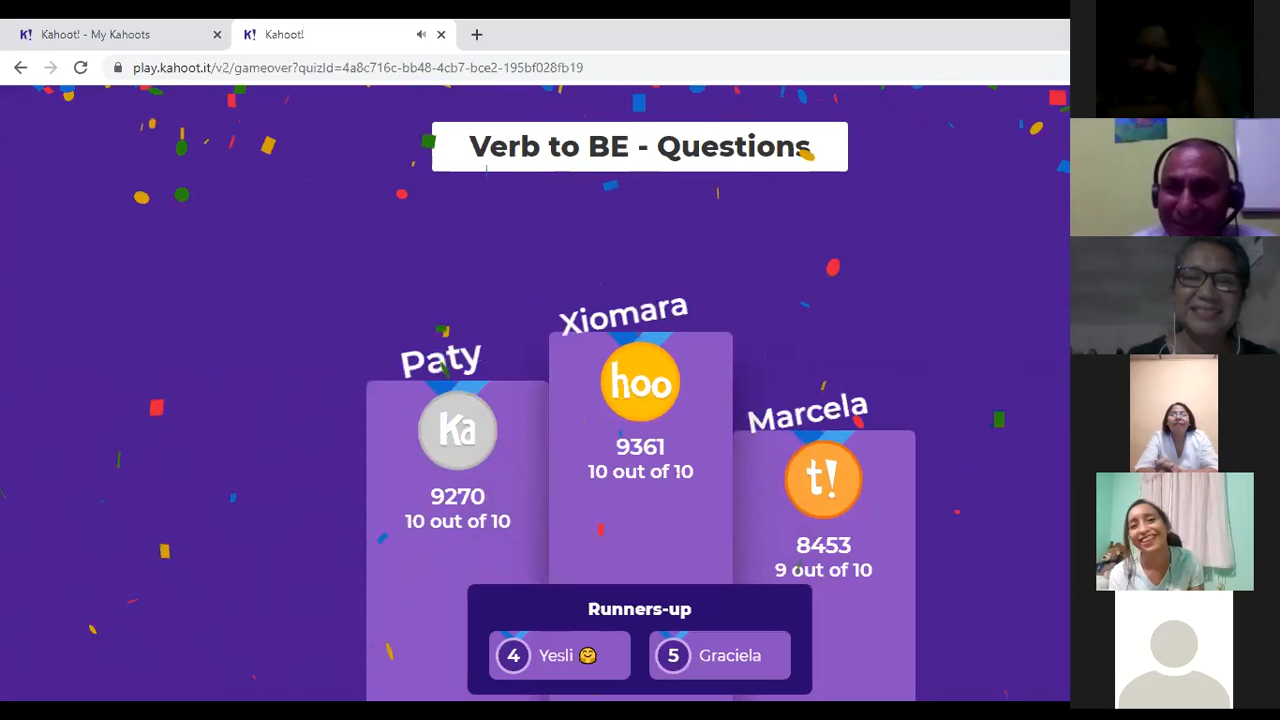 K! Kahoot! - My Kahoots
K! Kahoot!
play.kahoot.it/v2/gameover?quizId=4a8c716c-bb48-4cb7-bce2-195bf028fb19
Verb to BE - Questions
Xiomara
hoo
9361
10 out of 10
Paty
ka
9270
10 out of 10
Marcela
t!
8453
9 out of 10
Runners-up
4 Yesli 🤗
5 Graciela